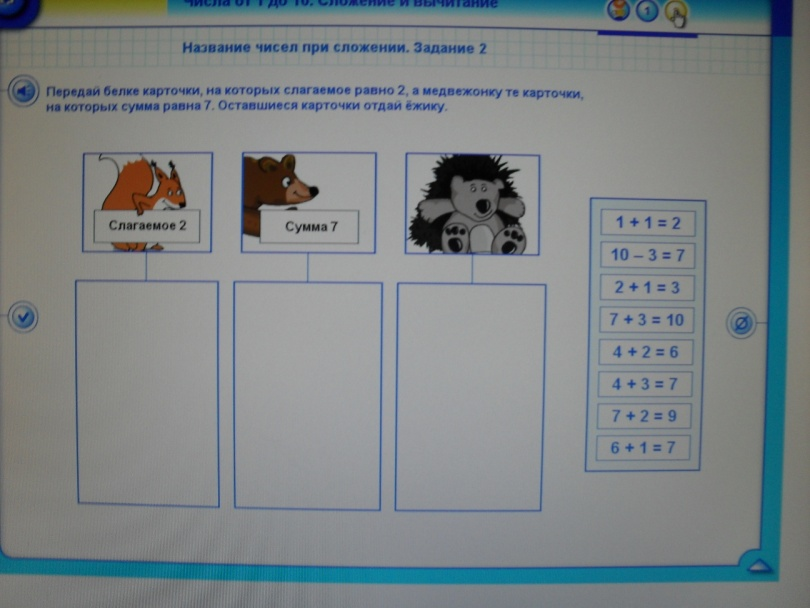 Числа от 1 до 10. Сложение и вычитание
1
Название чисел при сложении. Задание 2
Передай белке карточки, на которых слагаемое равно 2, а медвежонку те карточки,
на которых сумма равна 7. Оставшиеся карточки отдай ёжику.
Слагаемое 2
Сумма 7
1 + 1 = 2
10 – 3 = 7
2 + 1 = 3
7 + 3 = 10
4 + 2 = 6
4 + 3 = 7
7 + 2 = 9
6 + 1 = 7